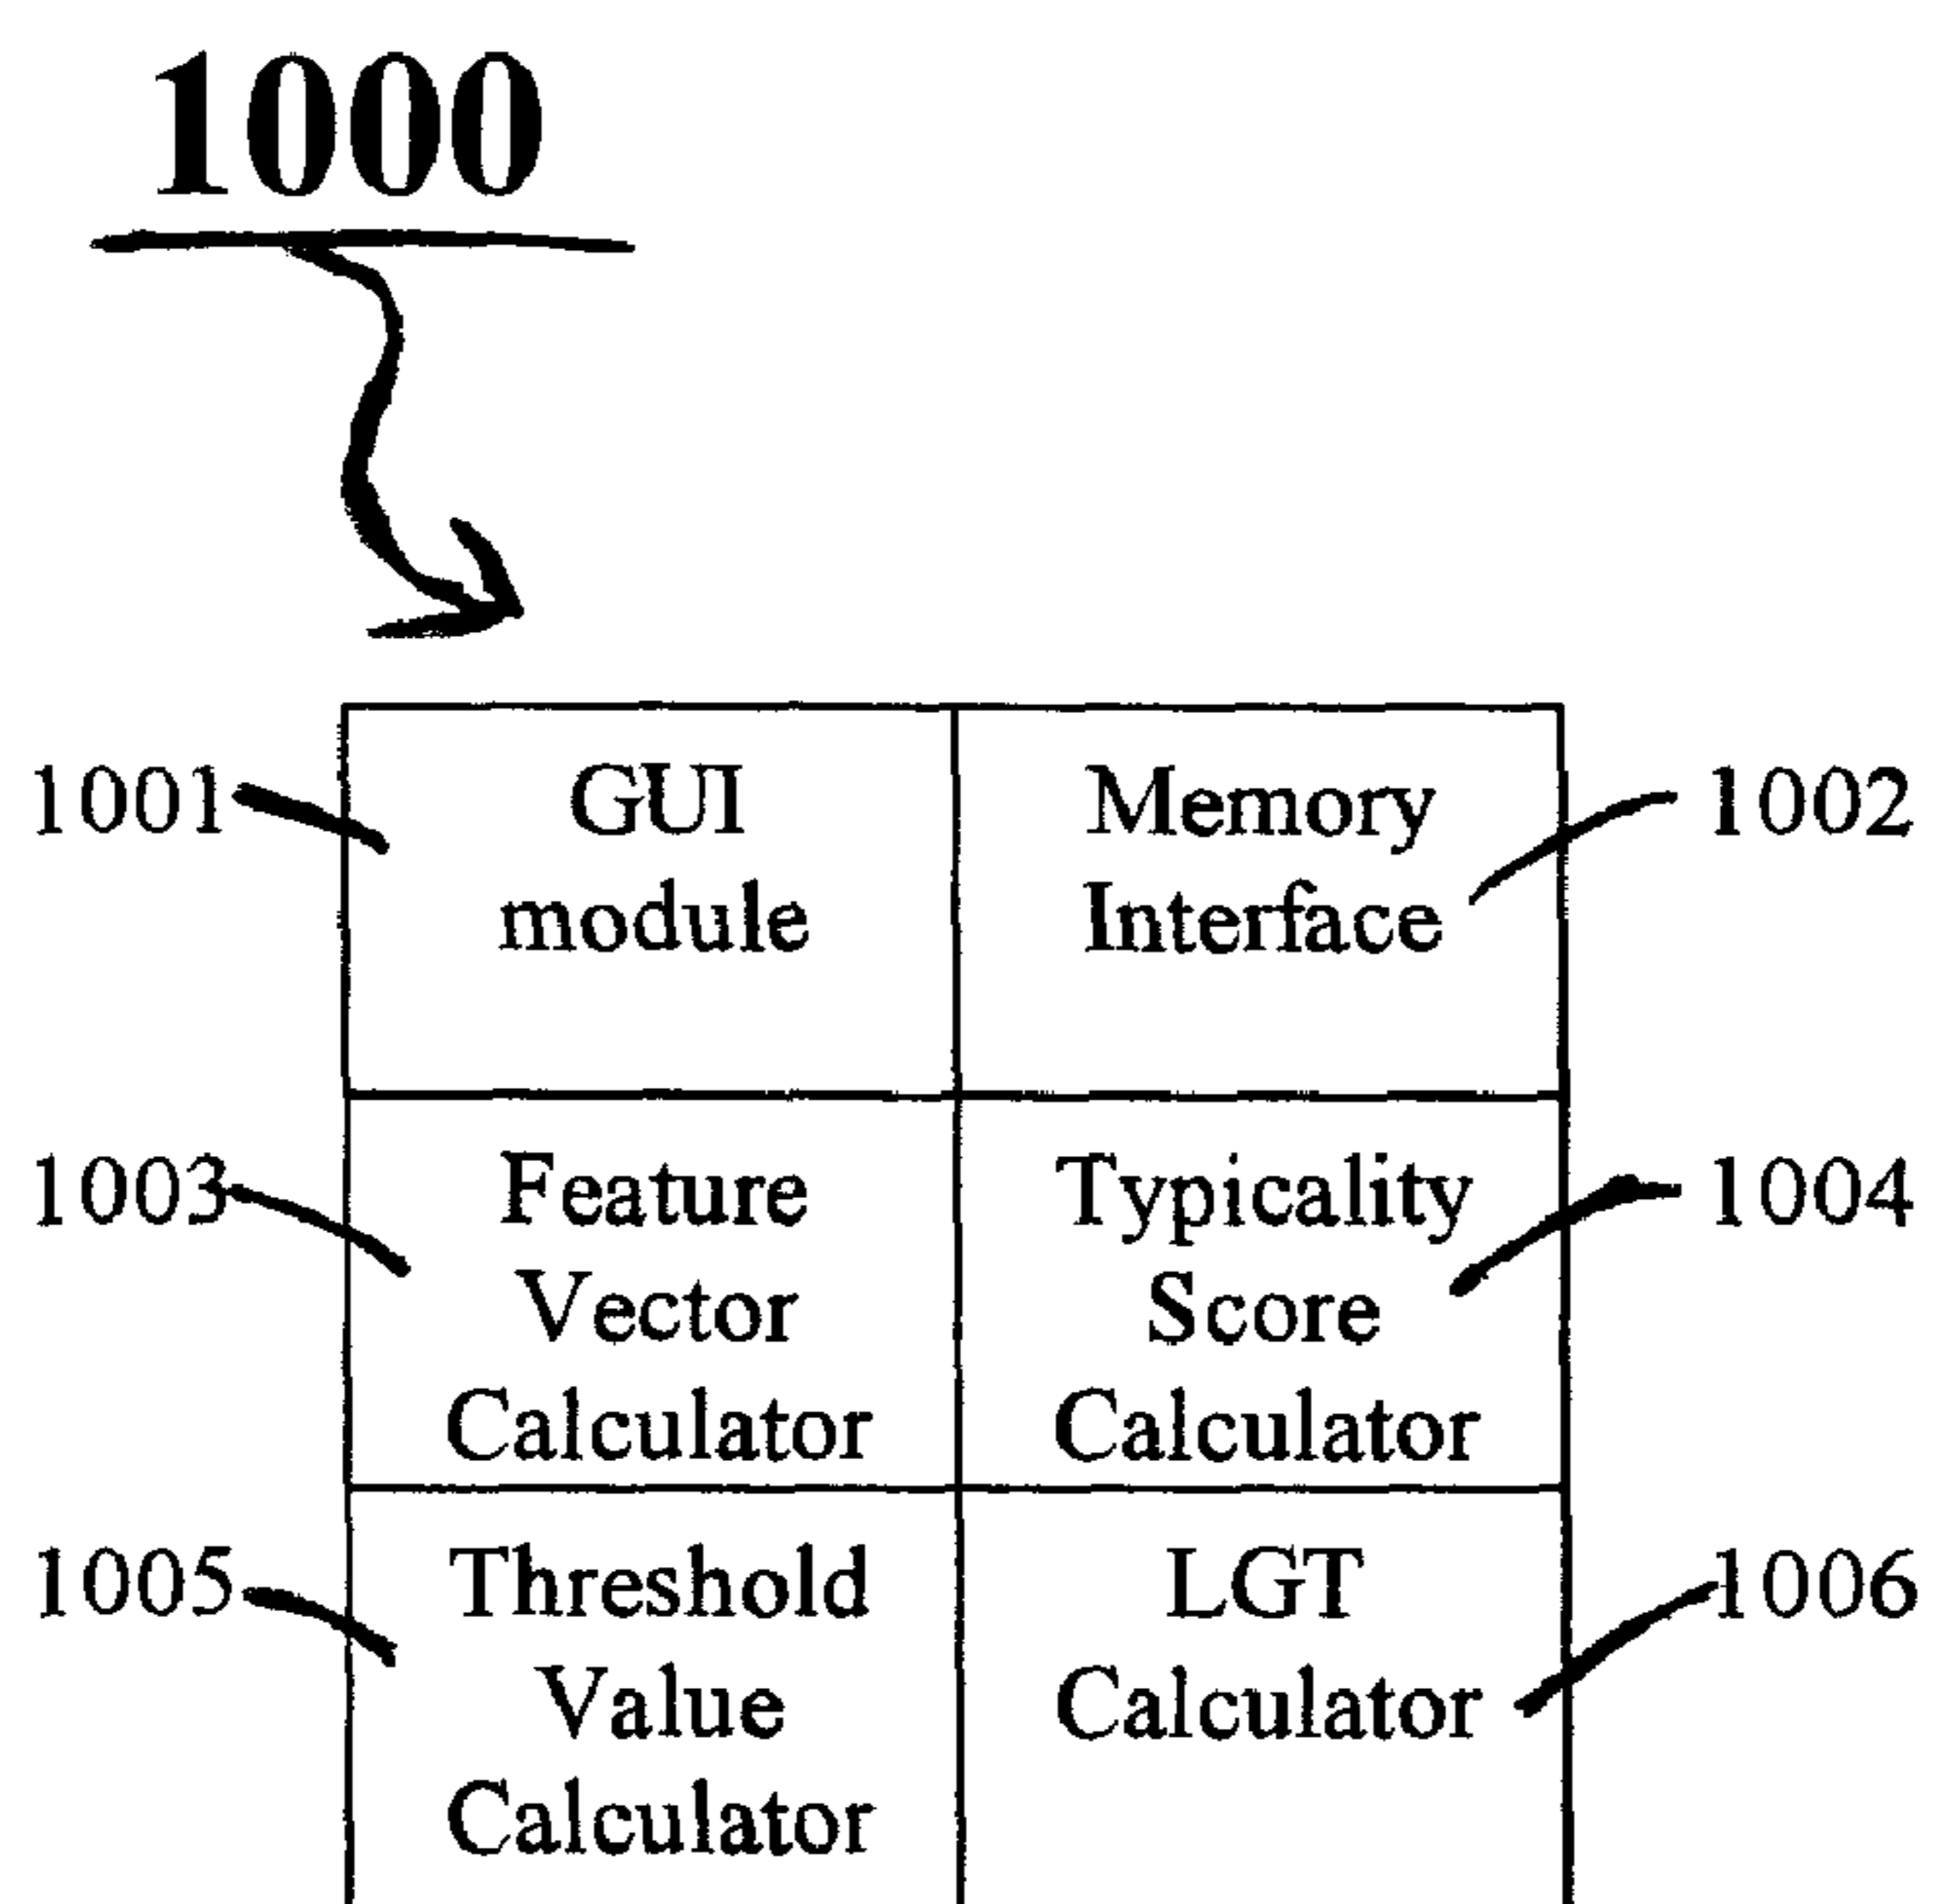 1000
1001 GUI Memory 1002
module Interface
1003 Feature Typicality 1004
Vector Score
Calculator Calculator
1005 Threshold LGT 1006
Value Calculator
Calculator